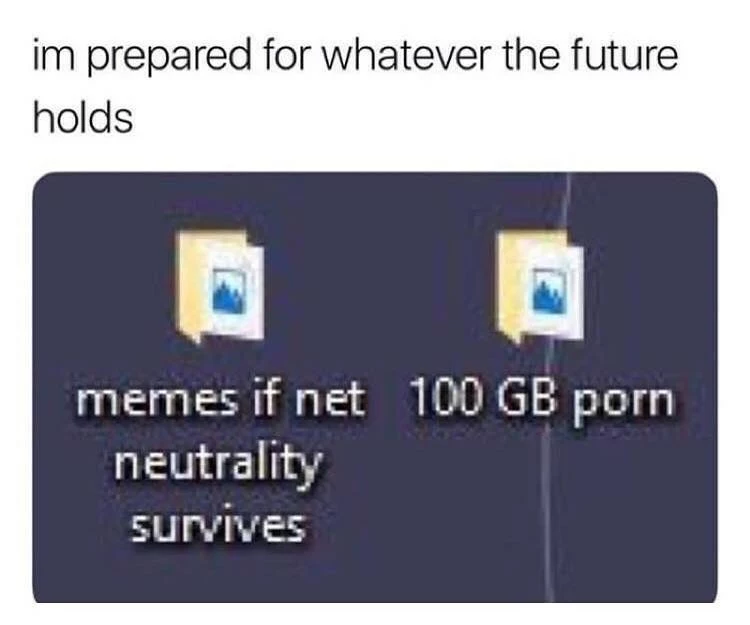 im prepared for whatever the future
holds
memes if net
neutrality
survives
100 GB porn